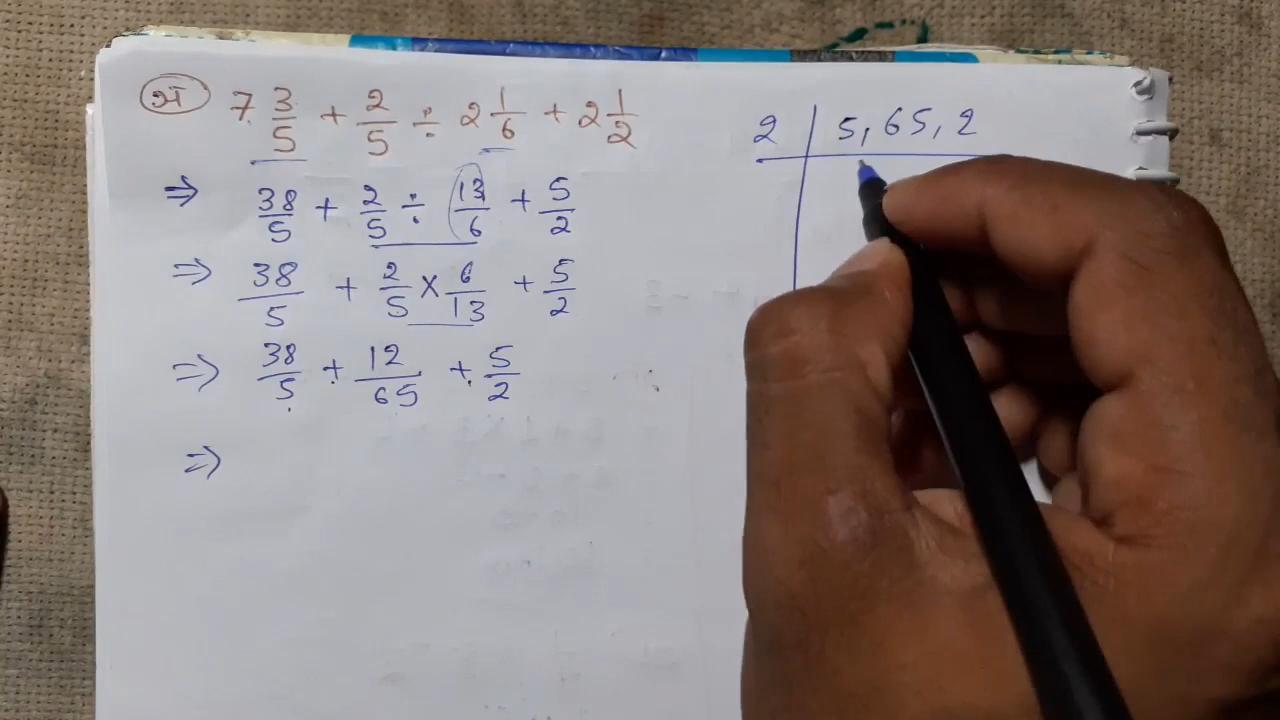 7 3/5 + 2/5 ÷ 2 1/6 + 2 1/2
⇒ 38/5 + 2/5 ÷ 13/6 + 5/2
⇒ 38/5 + 2/5 × 6/13 + 5/2
⇒ 38/5 + 12/65 + 5/2
⇒
2 | 5, 65, 2